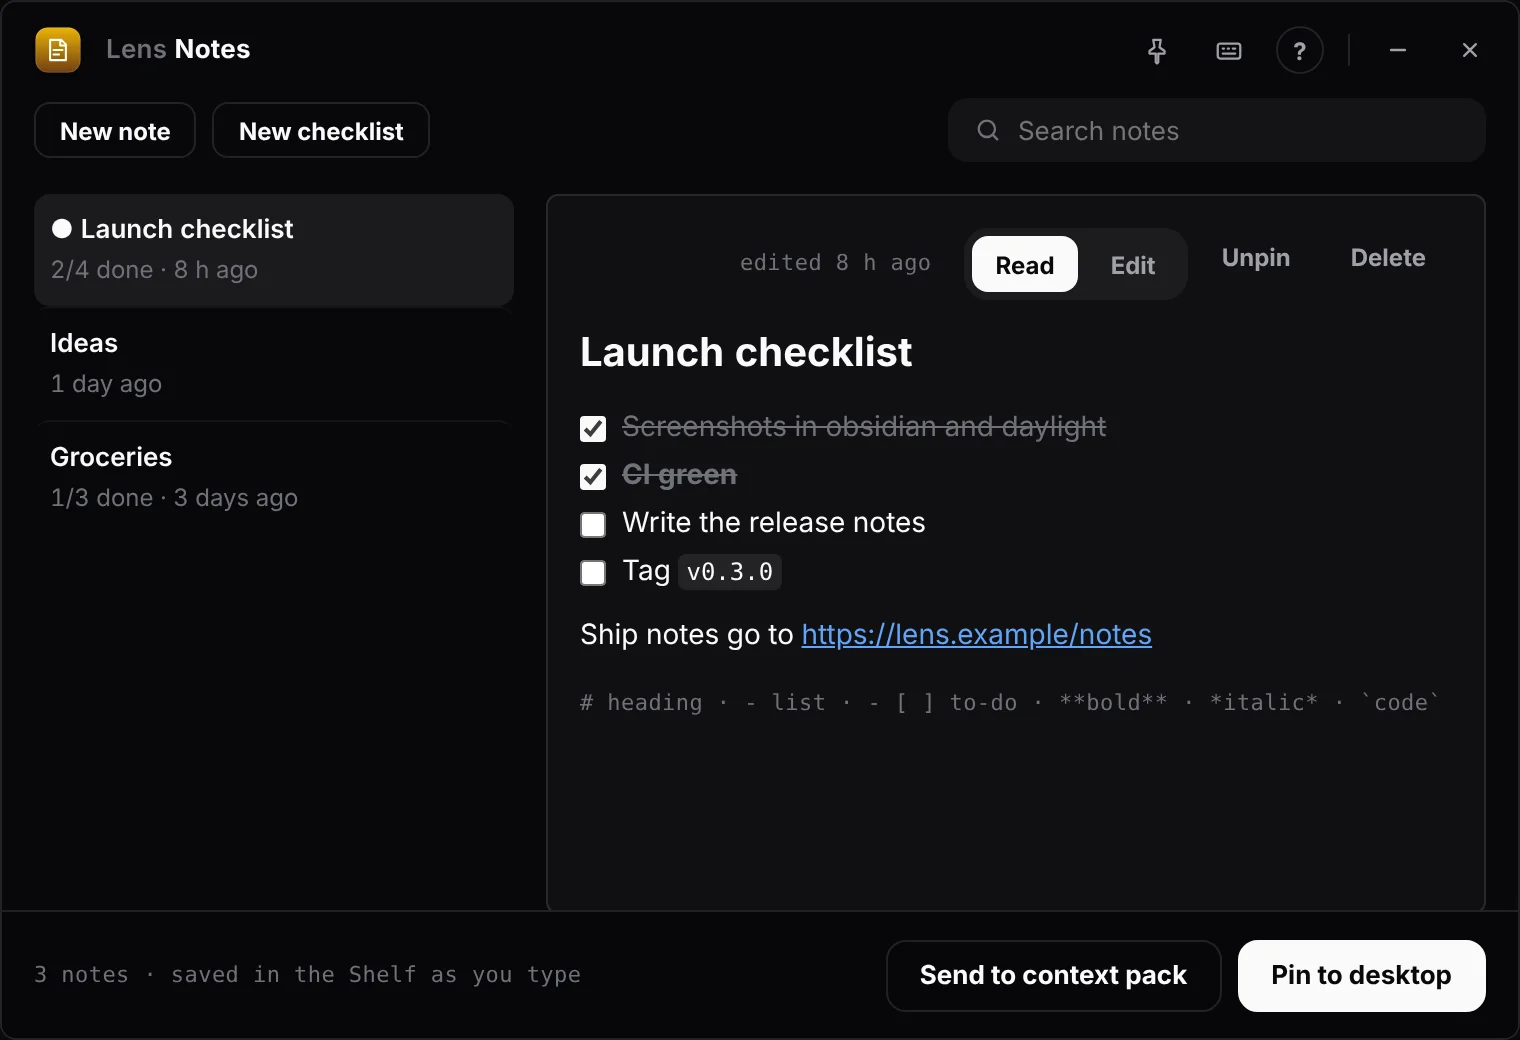 Lens Notes
?
New note
New checklist
Search notes
Launch checklist
2/4 done · 8 h ago
Ideas
1 day ago
Groceries
1/3 done · 3 days ago
edited 8 h ago
Read
Edit
Unpin
Delete
Launch checklist
Screenshots in obsidian and daylight
CI green
Write the release notes
Tag v0.3.0
Ship notes go to https://lens.example/notes
# heading · - list · - [ ] to-do · **bold** · *italic* · `code`
3 notes · saved in the Shelf as you type
Send to context pack
Pin to desktop